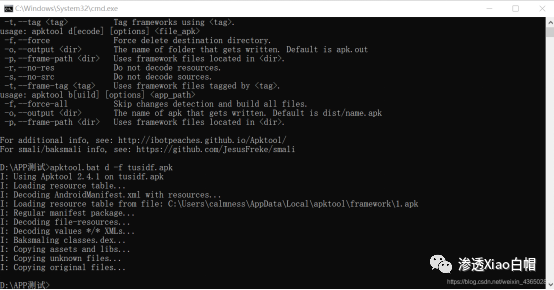 C:\Windows\System32\cmd.exe
-t,--tag <tag> Tag frameworks using <tag>.
usage: apktool d[ecode] [options] <file_apk>
-f,--force Force delete destination directory.
-o,--output <dir> The name of folder that gets written. Default is apk.out
-p,--frame-path <dir> Uses framework files located in <dir>.
-r,--no-res Do not decode resources.
-s,--no-src Do not decode sources.
-t,--frame-tag <tag> Uses framework files tagged by <tag>.
usage: apktool b[uild] [options] <app_path>
-f,--force-all Skip changes detection and build all files.
-o,--output <dir> The name of apk that gets written. Default is dist/name.apk
-p,--frame-path <dir> Uses framework files located in <dir>.
For additional info, see: http://ibotpeaches.github.io/Apktool/
For smali/baksmali info, see: https://github.com/JesusFreke/smali
D:\APP测试>apktool.bat d -f tusidf.apk
I: Using Apktool 2.4.1 on tusidf.apk
I: Loading resource table...
I: Decoding AndroidManifest.xml with resources...
I: Loading resource table from file: C:\Users\calmness\AppData\Local\apktool\framework\1.apk
I: Regular manifest package...
I: Decoding file-resources...
I: Decoding values */* XMLs...
I: Baksmaling classes.dex...
I: Copying assets and libs...
I: Copying unknown files...
I: Copying original files...
D:\APP测试>
渗透Xiao白帽
https://blog.csdn.net/weixin_4365028